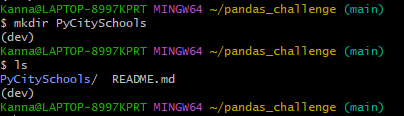 Kanna@LAPTOP-8997KPRT MINGW64 ~/pandas_challenge (main)
$ mkdir PyCitySchools
(dev)
Kanna@LAPTOP-8997KPRT MINGW64 ~/pandas_challenge (main)
$ ls
PyCitySchools/  README.md
(dev)
Kanna@LAPTOP-8997KPRT MINGW64 ~/pandas_challenge (main)